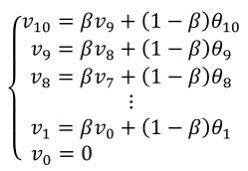 v₁₀ = βv₉ + (1 − β)θ₁₀
v₉ = βv₈ + (1 − β)θ₉
v₈ = βv₇ + (1 − β)θ₈
⋮
v₁ = βv₀ + (1 − β)θ₁
v₀ = 0